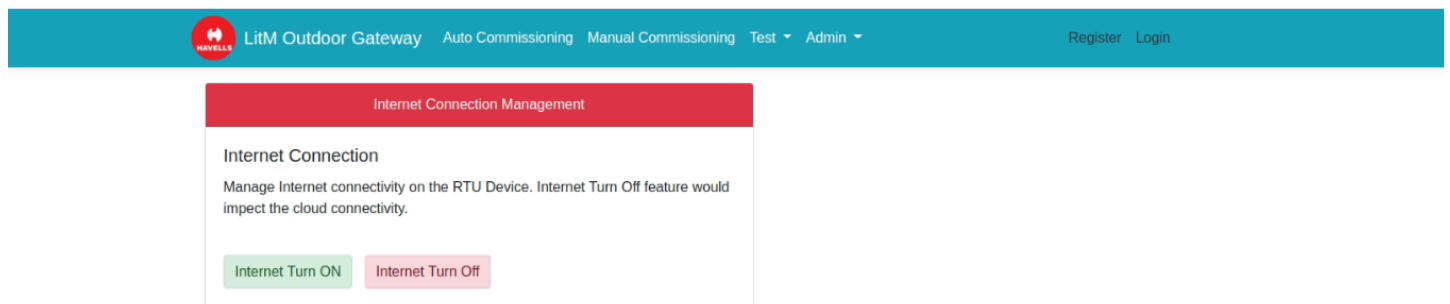 HAVELLS LitM Outdoor Gateway Auto Commissioning Manual Commissioning Test Admin Register Login
Internet Connection Management
Internet Connection
Manage Internet connectivity on the RTU Device. Internet Turn Off feature would
impect the cloud connectivity.
Internet Turn ON Internet Turn Off